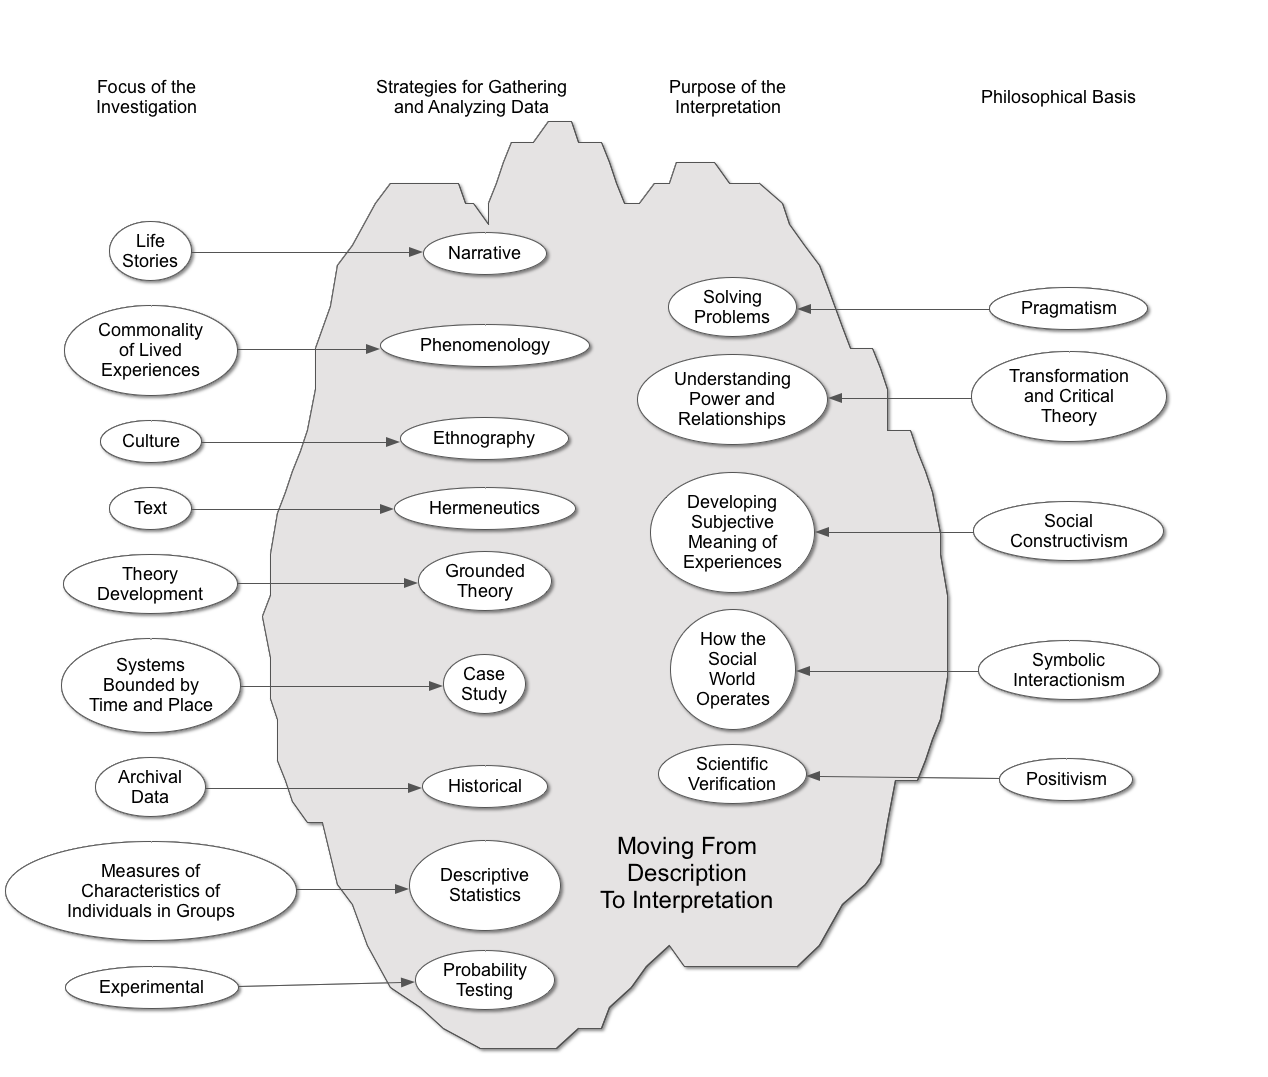 Focus of the
Investigation
Strategies for Gathering
and Analyzing Data
Purpose of the
Interpretation
Philosophical Basis
Life
Stories
Narrative
Commonality
of Lived
Experiences
Phenomenology
Culture
Ethnography
Text
Hermeneutics
Theory
Development
Grounded
Theory
Systems
Bounded by
Time and Place
Case
Study
Archival
Data
Historical
Measures of
Characteristics of
Individuals in Groups
Descriptive
Statistics
Experimental
Probability
Testing
Solving
Problems
Pragmatism
Understanding
Power and
Relationships
Transformation
and Critical
Theory
Developing
Subjective
Meaning of
Experiences
Social
Constructivism
How the
Social
World
Operates
Symbolic
Interactionism
Scientific
Verification
Positivism
Moving From
Description
To Interpretation